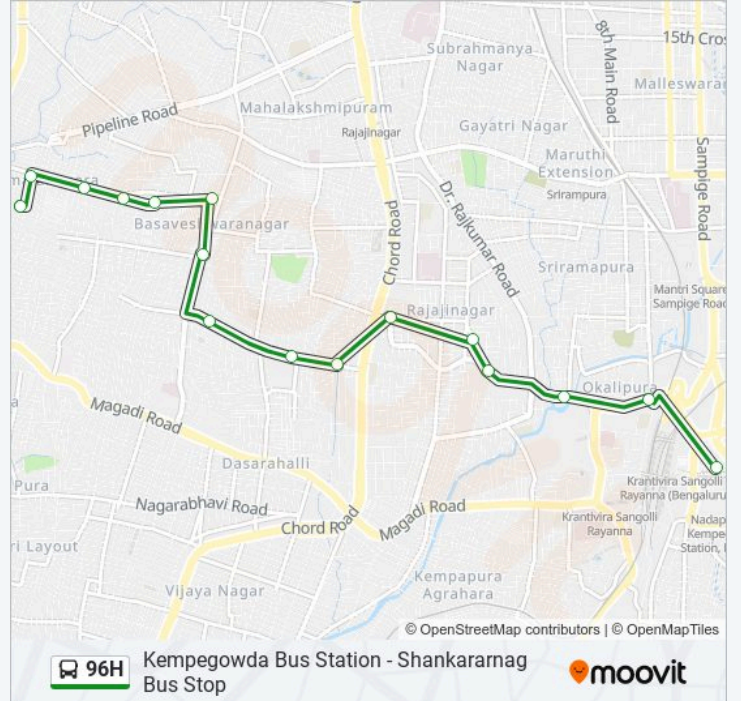 15th Cros
Subrahmanya
Nagar
8th Main Road
Malleswaram
Pipeline Road
Mahalakshmipuram
Rajajinagar
Gayatri Nagar
Maruthi
Extension
Sampige Road
Srirampura
Basaveshwaranagar
Chord Road
Dr. Rajkumar Road
Sriramapura
Mantri Square
Sampige Road
Rajajinagar
Okalipura
Magadi Road
Dasarahalli
Pura
Krantivira Sangolli
Rayanna (Bengaluru
Nagarabhavi Road
Chord Road
Magadi Road
Krantivira Sangolli
Rayanna
Nadap
Kempe
Station,
ri Layout
Vijaya Nagar
Kempapura
Agrahara
© OpenStreetMap contributors | © OpenMapTiles
96H
Kempegowda Bus Station - Shankararnag
Bus Stop
moovit